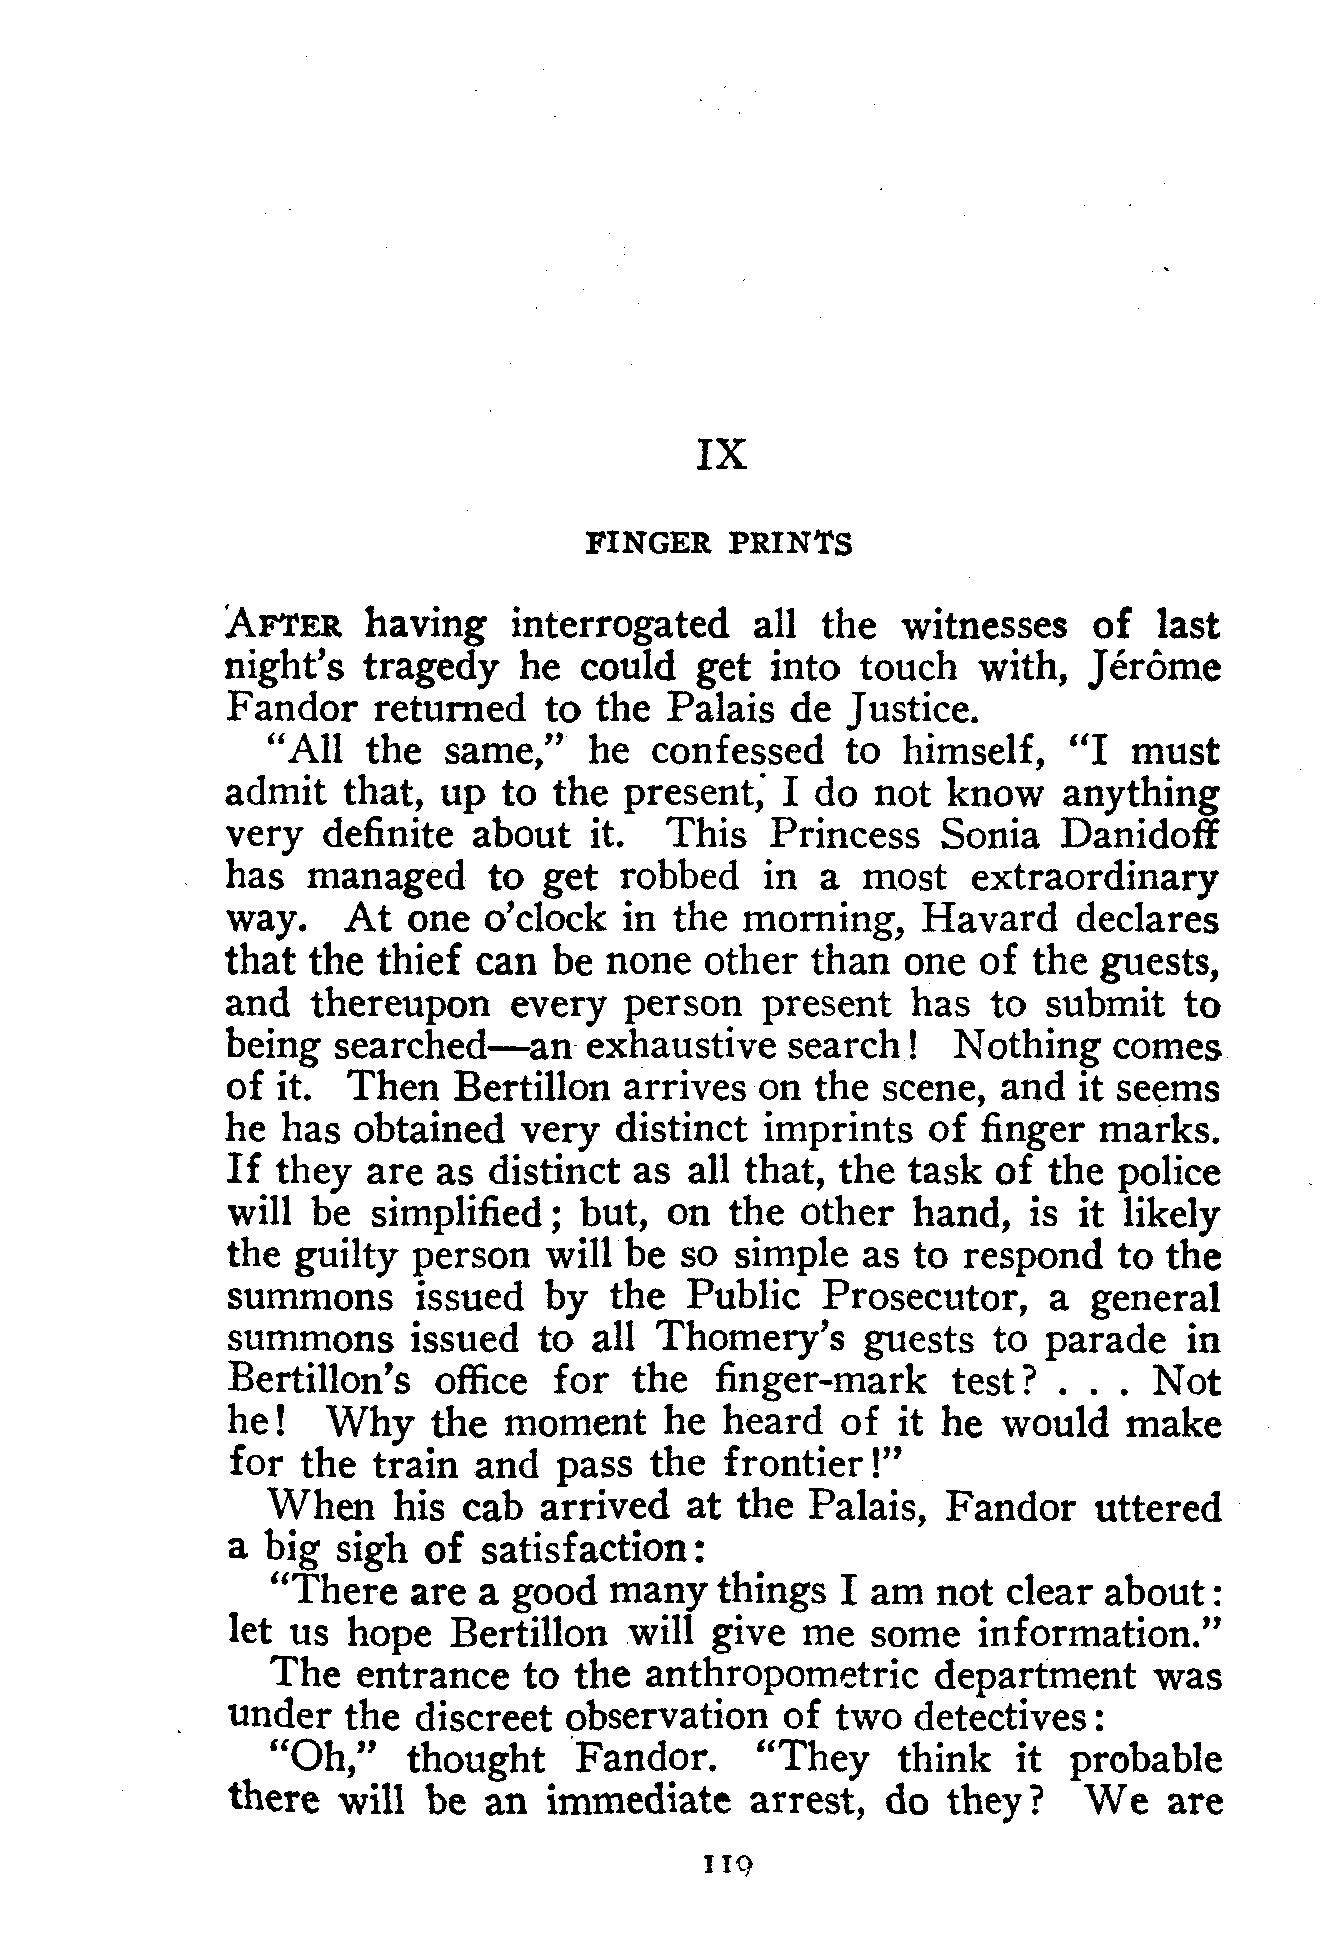 IX
FINGER PRINTS
AFTER having interrogated all the witnesses of last
night's tragedy he could get into touch with, Jérôme
Fandor returned to the Palais de Justice.
"All the same," he confessed to himself, "I must
admit that, up to the present, I do not know anything
very definite about it. This Princess Sonia Danidoff
has managed to get robbed in a most extraordinary
way. At one o'clock in the morning, Havard declares
that the thief can be none other than one of the guests,
and thereupon every person present has to submit to
being searched—an exhaustive search! Nothing comes
of it. Then Bertillon arrives on the scene, and it seems
he has obtained very distinct imprints of finger marks.
If they are as distinct as all that, the task of the police
will be simplified; but, on the other hand, is it likely
the guilty person will be so simple as to respond to the
summons issued by the Public Prosecutor, a general
summons issued to all Thomery's guests to parade in
Bertillon's office for the finger-mark test? . . . Not
he! Why the moment he heard of it he would make
for the train and pass the frontier!"
When his cab arrived at the Palais, Fandor uttered
a big sigh of satisfaction:
"There are a good many things I am not clear about:
let us hope Bertillon will give me some information."
The entrance to the anthropometric department was
under the discreet observation of two detectives:
"Oh," thought Fandor. "They think it probable
there will be an immediate arrest, do they? We are
119